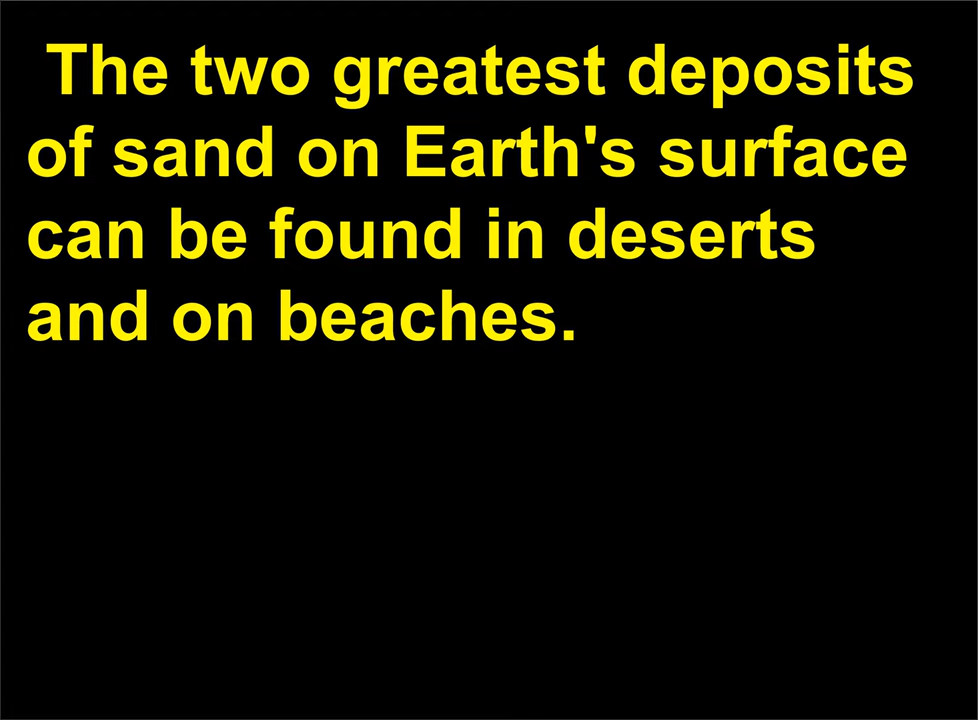 The two greatest deposits
of sand on Earth's surface
can be found in deserts
and on beaches.